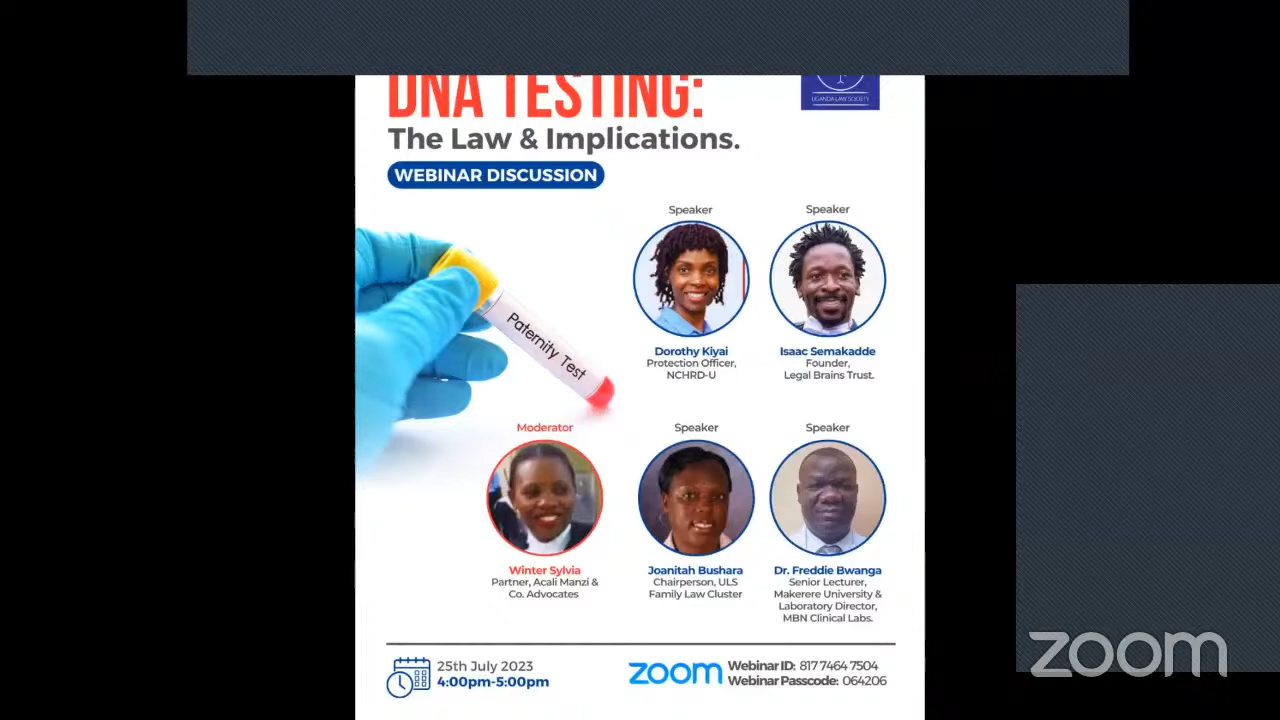 DNA TESTING:
UGANDA LAW SOCIETY
The Law & Implications.
WEBINAR DISCUSSION
Paternity Test
Speaker
Dorothy Kiyai
Protection Officer,
NCHRD-U
Speaker
Isaac Semakadde
Founder,
Legal Brains Trust.
Moderator
Winter Sylvia
Partner, Acali Manzi &
Co. Advocates
Speaker
Joanitah Bushara
Chairperson, ULS
Family Law Cluster
Speaker
Dr. Freddie Bwanga
Senior Lecturer,
Makerere University &
Laboratory Director,
MBN Clinical Labs.
25th July 2023
4:00pm-5:00pm
zoom
Webinar ID: 817 7464 7504
Webinar Passcode: 064206
zoom